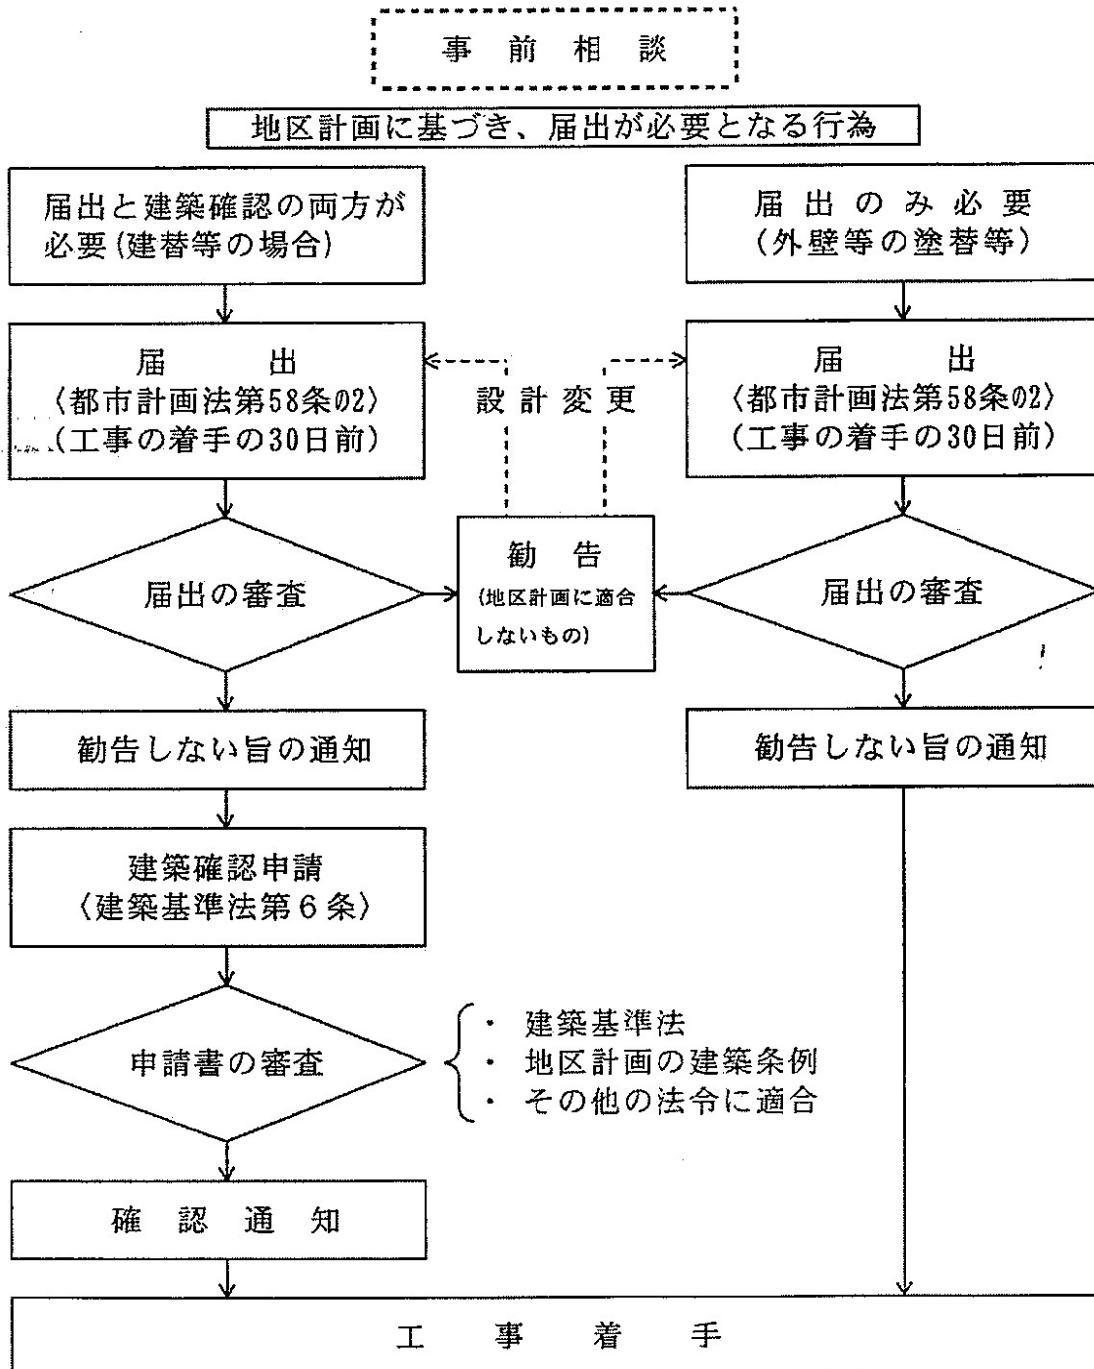 事前相談
地区計画に基づき、届出が必要となる行為
届出と建築確認の両方が
必要(建替等の場合)
届出のみ必要
(外壁等の塗替等)
届出
〈都市計画法第58条の2〉
(工事の着手の30日前)
設計変更
届出
〈都市計画法第58条の2〉
(工事の着手の30日前)
届出の審査
勧告
(地区計画に適合
しないもの)
届出の審査
勧告しない旨の通知
勧告しない旨の通知
建築確認申請
〈建築基準法第6条〉
申請書の審査
・ 建築基準法
・ 地区計画の建築条例
・ その他の法令に適合
確認通知
工事着手